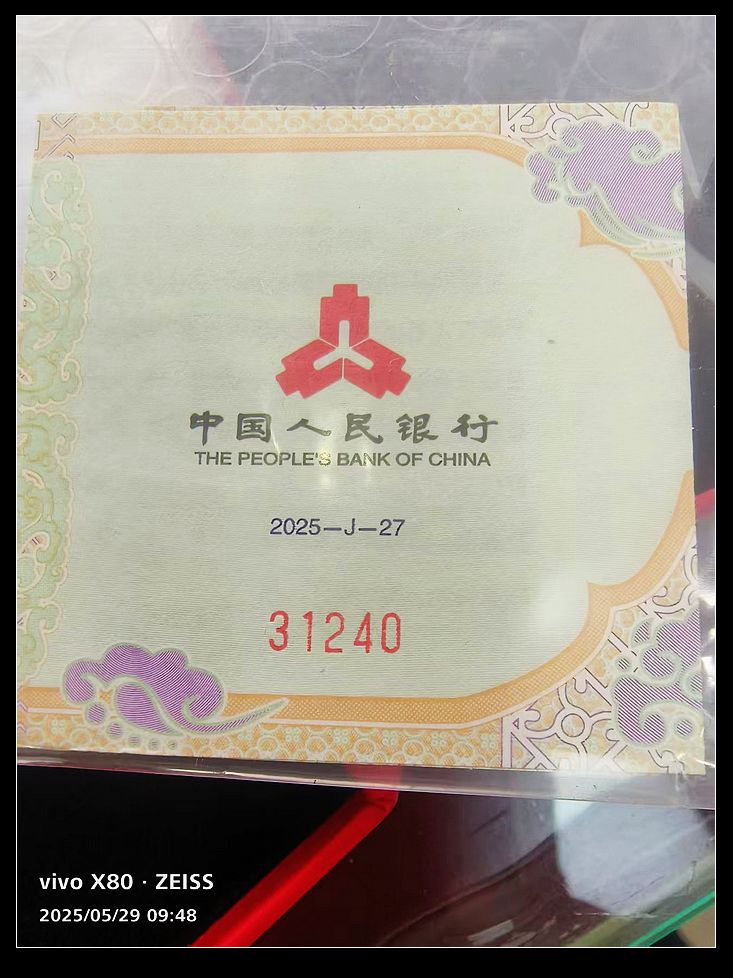 中国人民银行
THE PEOPLE'S BANK OF CHINA
2025—J—27
31240
vivo X80 · ZEISS
2025/05/29 09:48